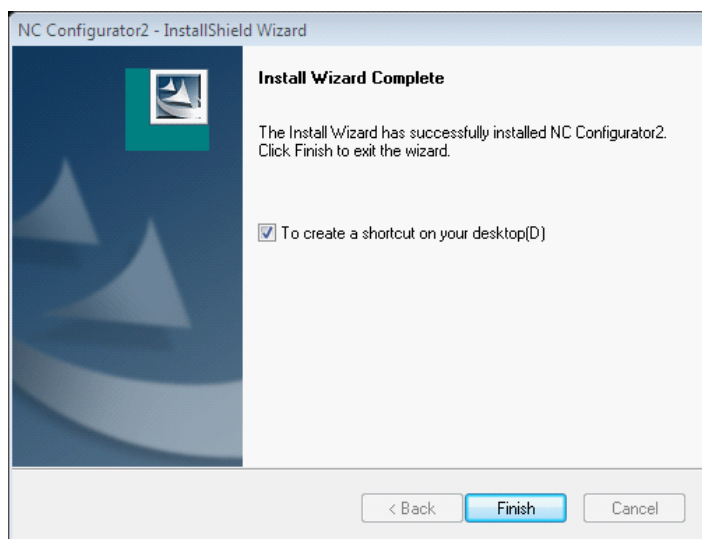 NC Configurator2 - InstallShield Wizard
Install Wizard Complete
The Install Wizard has successfully installed NC Configurator2.
Click Finish to exit the wizard.
To create a shortcut on your desktop(D)
< Back
Finish
Cancel